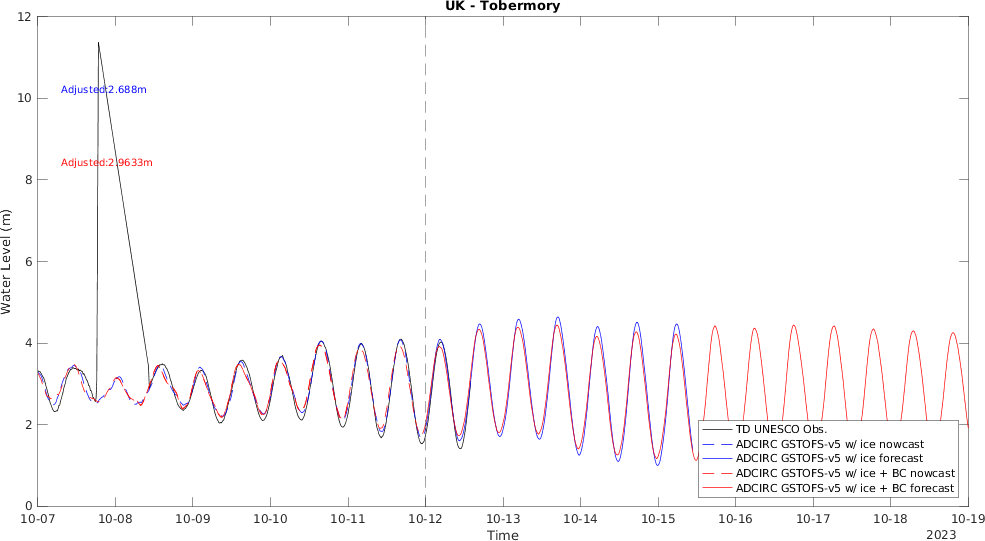 UK - Tobermory
12
10
8
6
4
2
0
Water Level (m)
Adjusted:2.688m
Adjusted:2.9633m
TD UNESCO Obs.
ADCIRC GSTOFS-v5 w/ ice nowcast
ADCIRC GSTOFS-v5 w/ ice forecast
ADCIRC GSTOFS-v5 w/ ice + BC nowcast
ADCIRC GSTOFS-v5 w/ ice + BC forecast
10-07 10-08 10-09 10-10 10-11 10-12 10-13 10-14 10-15 10-16 10-17 10-18 10-19
Time
2023